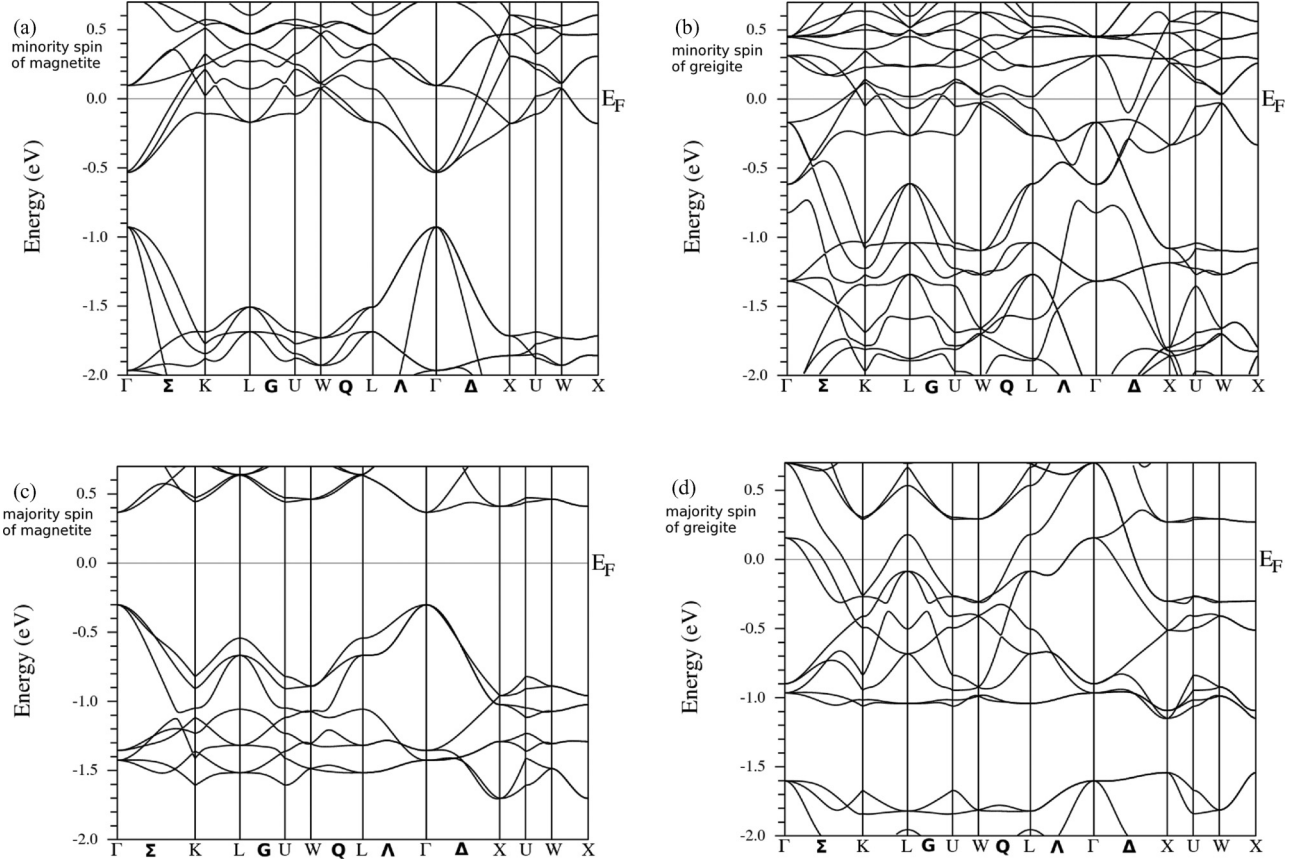 (a)
minority spin
of magnetite
Energy (eV)
0.5
0.0
-0.5
-1.0
-1.5
-2.0
E_F
Γ Σ K L G U W Q L Λ Γ Δ X U W X
(b)
minority spin
of greigite
Energy (eV)
0.5
0.0
-0.5
-1.0
-1.5
-2.0
E_F
Γ Σ K L G U W Q L Λ Γ Δ X U W X
(c)
majority spin
of magnetite
Energy (eV)
0.5
0.0
-0.5
-1.0
-1.5
-2.0
E_F
Γ Σ K L G U W Q L Λ Γ Δ X U W X
(d)
majority spin
of greigite
Energy (eV)
0.5
0.0
-0.5
-1.0
-1.5
-2.0
E_F
Γ Σ K L G U W Q L Λ Γ Δ X U W X